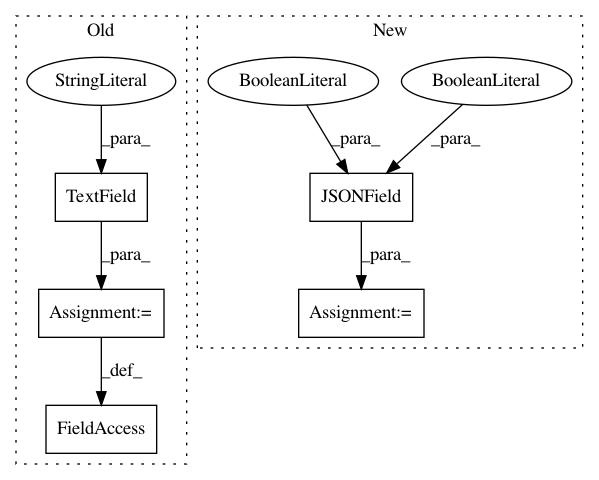 Old
New
StringLiteral
BooleanLiteral
BooleanLiteral
_para_
_para_
_para_
TextField
JSONField
_para_
_para_
Assignment:=
Assignment:=
_def_
FieldAccess